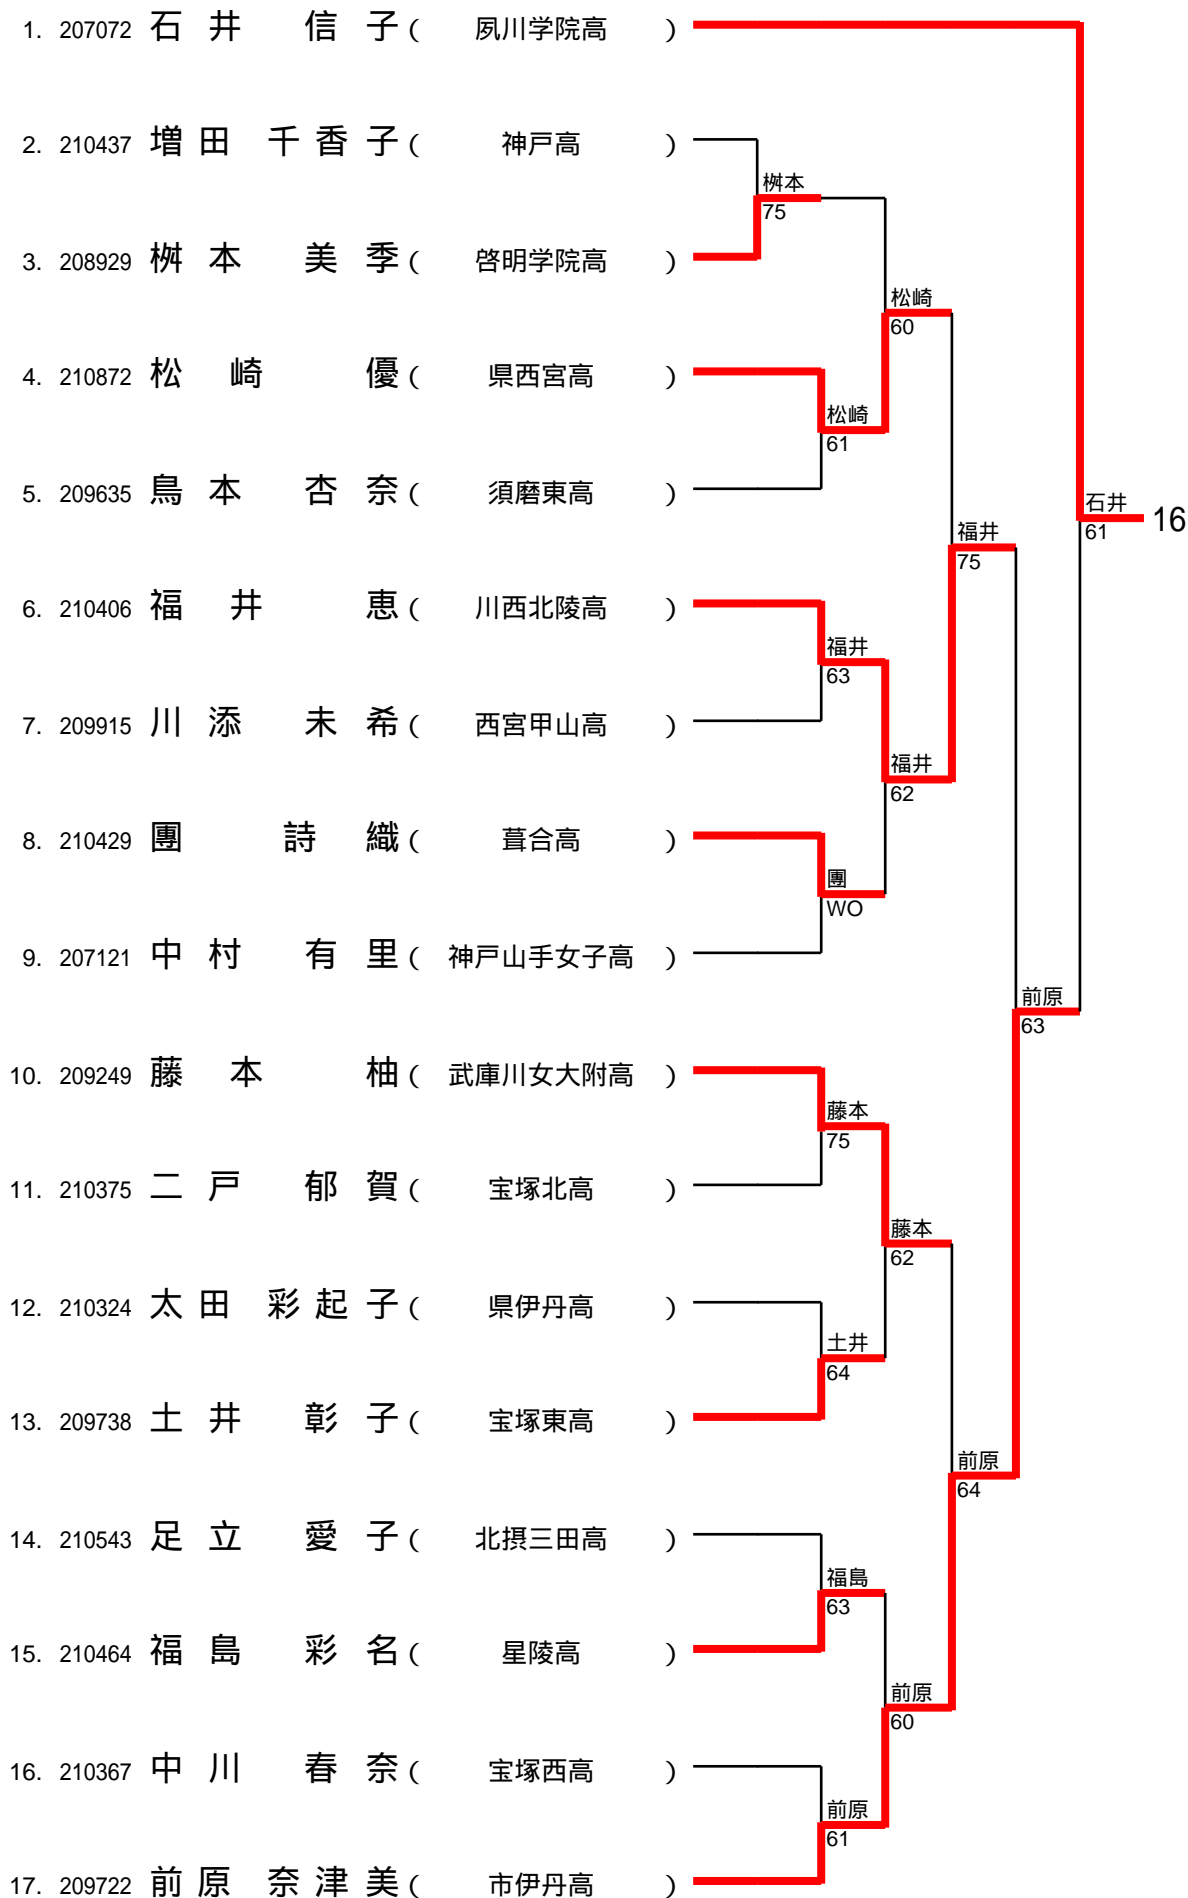 1. 207072 石井 信子 ( 夙川学院高 )
2. 210437 増田 千香子 ( 神戸高 )
桝本
75
3. 208929 桝本 美季 ( 啓明学院高 )
松崎
60
4. 210872 松崎 優 ( 県西宮高 )
松崎
61
5. 209635 鳥本 杏奈 ( 須磨東高 )
石井
61
16
福井
75
6. 210406 福井 恵 ( 川西北陵高 )
福井
63
7. 209915 川添 未希 ( 西宮甲山高 )
福井
62
8. 210429 團 詩織 ( 葺合高 )
團
WO
9. 207121 中村 有里 ( 神戸山手女子高 )
前原
63
10. 209249 藤本 柚 ( 武庫川女大附高 )
藤本
75
11. 210375 二戸 郁賀 ( 宝塚北高 )
藤本
62
12. 210324 太田 彩起子 ( 県伊丹高 )
土井
64
13. 209738 土井 彰子 ( 宝塚東高 )
前原
64
14. 210543 足立 愛子 ( 北摂三田高 )
福島
63
15. 210464 福島 彩名 ( 星陵高 )
前原
60
16. 210367 中川 春奈 ( 宝塚西高 )
前原
61
17. 209722 前原 奈津美 ( 市伊丹高 )